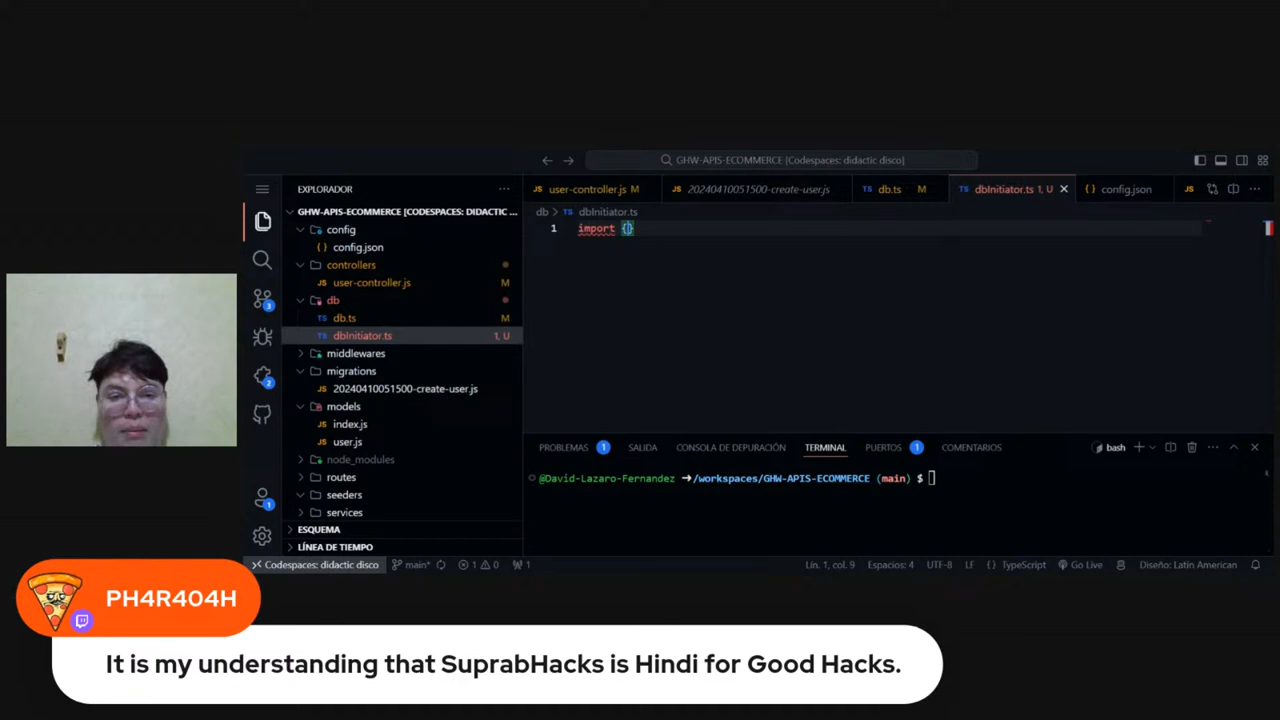 GHW-APIS-ECOMMERCE [Codespaces: didactic disco]
EXPLORADOR
GHW-APIS-ECOMMERCE [CODESPACES: DIDACTIC ...
config
config.json
controllers
user-controller.js M
db
db.ts M
dbInitiator.ts 1, U
middlewares
migrations
20240410051500-create-user.js
models
index.js
user.js
node_modules
routes
seeders
services
ESQUEMA
LÍNEA DE TIEMPO
user-controller.js M
20240410051500-create-user.js
db.ts M
dbInitiator.ts 1, U
config.json
db > TS dbInitiator.ts
1 import {}
PROBLEMAS 1 SALIDA CONSOLA DE DEPURACIÓN TERMINAL PUERTOS 1 COMENTARIOS
bash
@David-Lazaro-Fernandez ➜/workspaces/GHW-APIS-ECOMMERCE (main) $
Codespaces: didactic disco main* 1 0 1 Lín. 1, col. 9 Espacios: 4 UTF-8 LF {} TypeScript Go Live Diseño: Latin American
PH4R404H
It is my understanding that SuprabHacks is Hindi for Good Hacks.